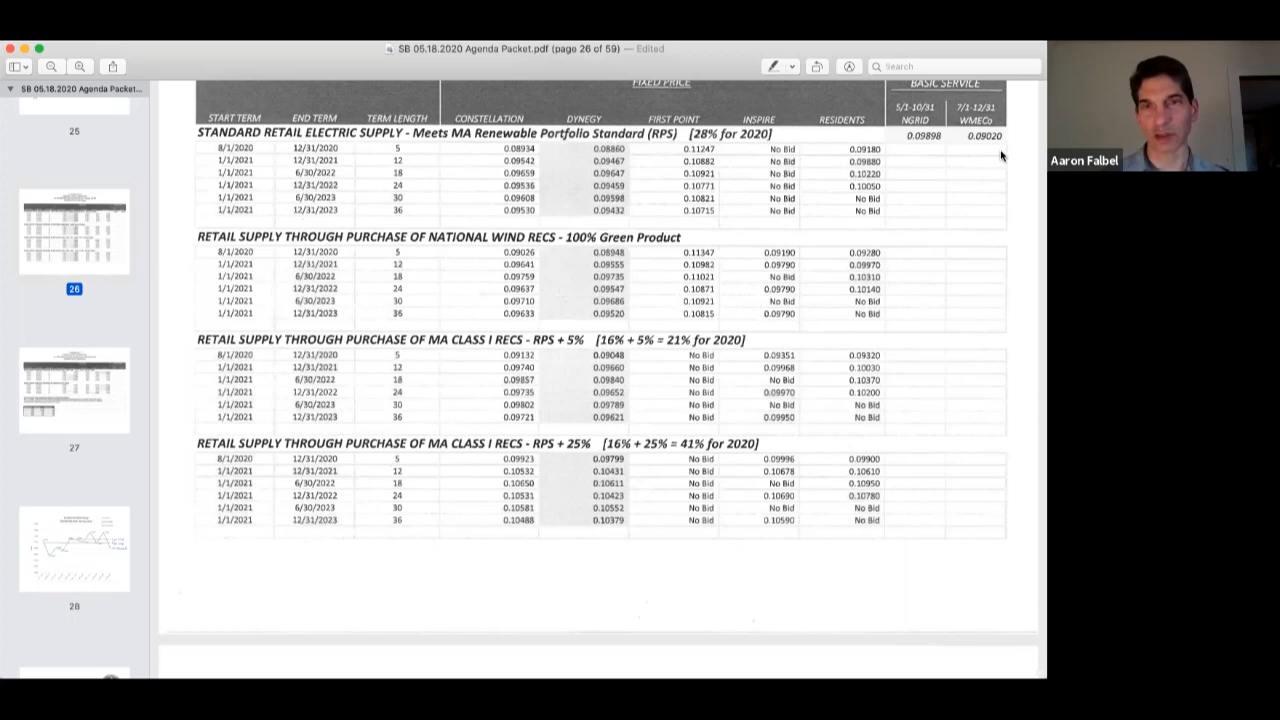 SB 05.18.2020 Agenda Packet.pdf (page 26 of 59) — Edited
Search
SB 05.18.2020 Agenda Packet...
25
26
27
28
Aaron Falbel
FIXED PRICE
BASIC SERVICE
5/1-10/31 7/1-12/31
START TERM END TERM TERM LENGTH CONSTELLATION DYNEGY FIRST POINT INSPIRE RESIDENTS NGRID WMECo
STANDARD RETAIL ELECTRIC SUPPLY - Meets MA Renewable Portfolio Standard (RPS) [28% for 2020] 0.09898 0.09020
8/1/2020 12/31/2020 5 0.08934 0.08860 0.11247 No Bid 0.09180
1/1/2021 12/31/2021 12 0.09542 0.09467 0.10882 No Bid 0.09880
1/1/2021 6/30/2022 18 0.09659 0.09647 0.10921 No Bid 0.10220
1/1/2021 12/31/2022 24 0.09536 0.09459 0.10771 No Bid 0.10050
1/1/2021 6/30/2023 30 0.09608 0.09598 0.10821 No Bid No Bid
1/1/2021 12/31/2023 36 0.09530 0.09432 0.10715 No Bid No Bid
RETAIL SUPPLY THROUGH PURCHASE OF NATIONAL WIND RECS - 100% Green Product
8/1/2020 12/31/2020 5 0.09026 0.08948 0.11347 0.09190 0.09280
1/1/2021 12/31/2021 12 0.09641 0.09555 0.10982 0.09790 0.09970
1/1/2021 6/30/2022 18 0.09759 0.09735 0.11021 No Bid 0.10310
1/1/2021 12/31/2022 24 0.09637 0.09547 0.10871 0.09790 0.10140
1/1/2021 6/30/2023 30 0.09710 0.09686 0.10921 No Bid No Bid
1/1/2021 12/31/2023 36 0.09633 0.09520 0.10815 0.09790 No Bid
RETAIL SUPPLY THROUGH PURCHASE OF MA CLASS I RECS - RPS + 5% [16% + 5% = 21% for 2020]
8/1/2020 12/31/2020 5 0.09132 0.09048 No Bid 0.09351 0.09320
1/1/2021 12/31/2021 12 0.09740 0.09660 No Bid 0.09968 0.10030
1/1/2021 6/30/2022 18 0.09857 0.09840 No Bid No Bid 0.10370
1/1/2021 12/31/2022 24 0.09735 0.09652 No Bid 0.09970 0.10200
1/1/2021 6/30/2023 30 0.09802 0.09789 No Bid No Bid No Bid
1/1/2021 12/31/2023 36 0.09721 0.09621 No Bid 0.09950 No Bid
RETAIL SUPPLY THROUGH PURCHASE OF MA CLASS I RECS - RPS + 25% [16% + 25% = 41% for 2020]
8/1/2020 12/31/2020 5 0.09923 0.09799 No Bid 0.09996 0.09900
1/1/2021 12/31/2021 12 0.10532 0.10431 No Bid 0.10678 0.10610
1/1/2021 6/30/2022 18 0.10650 0.10611 No Bid No Bid 0.10950
1/1/2021 12/31/2022 24 0.10531 0.10423 No Bid 0.10690 0.10780
1/1/2021 6/30/2023 30 0.10581 0.10552 No Bid No Bid No Bid
1/1/2021 12/31/2023 36 0.10488 0.10379 No Bid 0.10590 No Bid